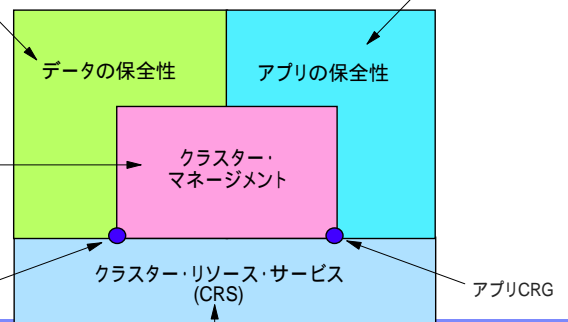 データの保全性
アプリの保全性
クラスター・
マネージメント
クラスター・リソース・サービス
(CRS)
アプリCRG